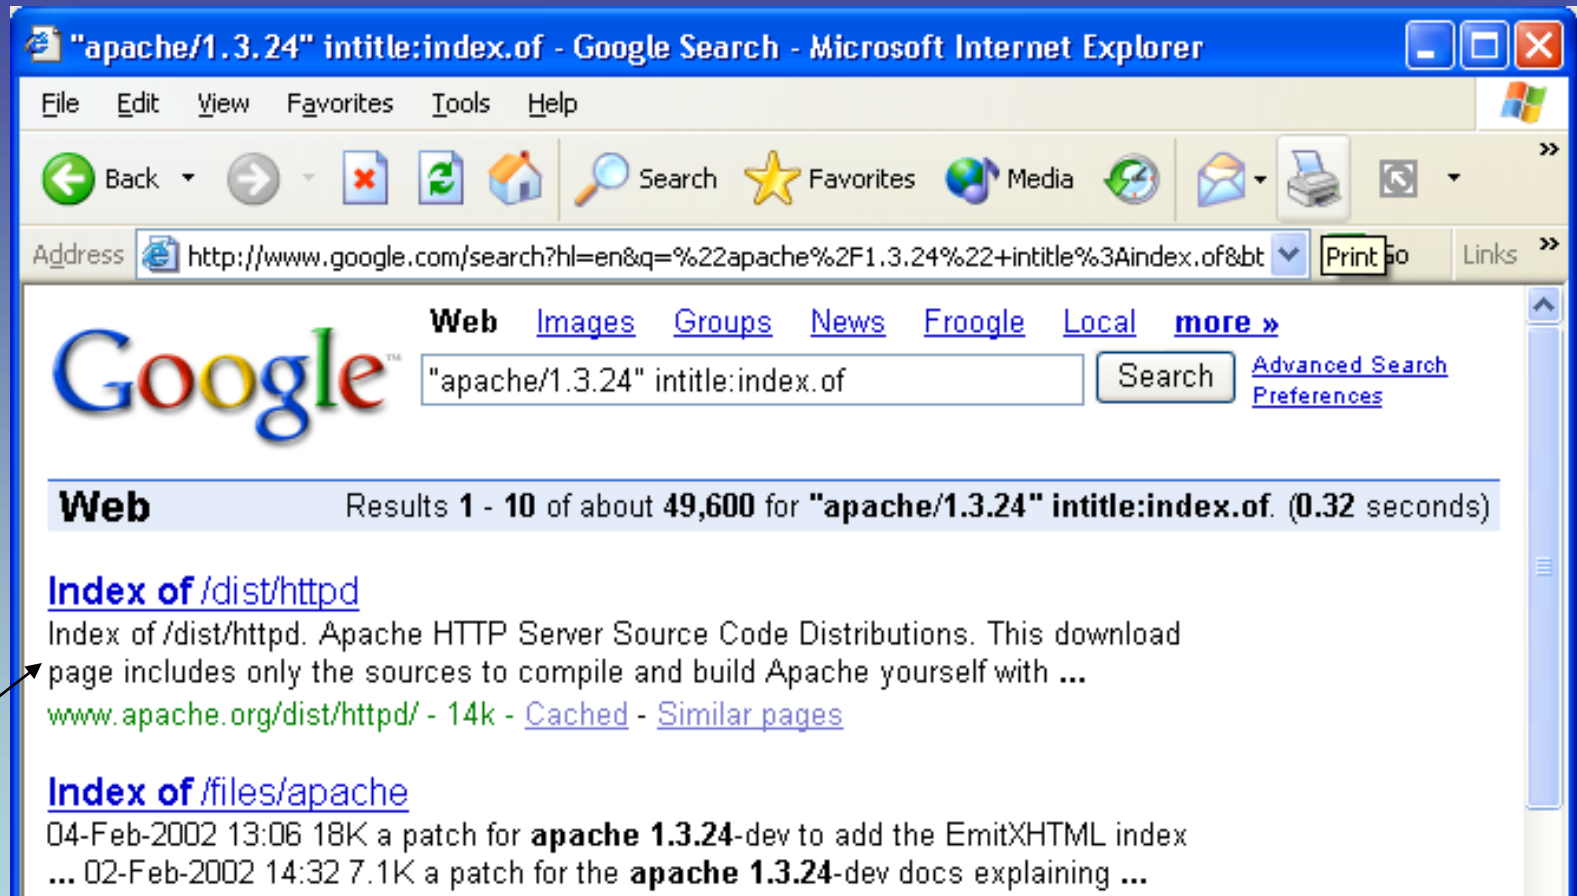 "apache/1.3.24" intitle:index.of - Google Search - Microsoft Internet Explorer
File Edit View Favorites Tools Help
Back Search Favorites Media
Address http://www.google.com/search?hl=en&q=%22apache%2F1.3.24%22+intitle%3Aindex.of&bt Print Go Links
Web Images Groups News Froogle Local more »
Google™
"apache/1.3.24" intitle:index.of Search Advanced Search
Preferences
Web Results 1 - 10 of about 49,600 for "apache/1.3.24" intitle:index.of. (0.32 seconds)
Index of /dist/httpd
Index of /dist/httpd. Apache HTTP Server Source Code Distributions. This download
page includes only the sources to compile and build Apache yourself with ...
www.apache.org/dist/httpd/ - 14k - Cached - Similar pages
Index of /files/apache
04-Feb-2002 13:06 18K a patch for apache 1.3.24-dev to add the EmitXHTML index
... 02-Feb-2002 14:32 7.1K a patch for the apache 1.3.24-dev docs explaining ...